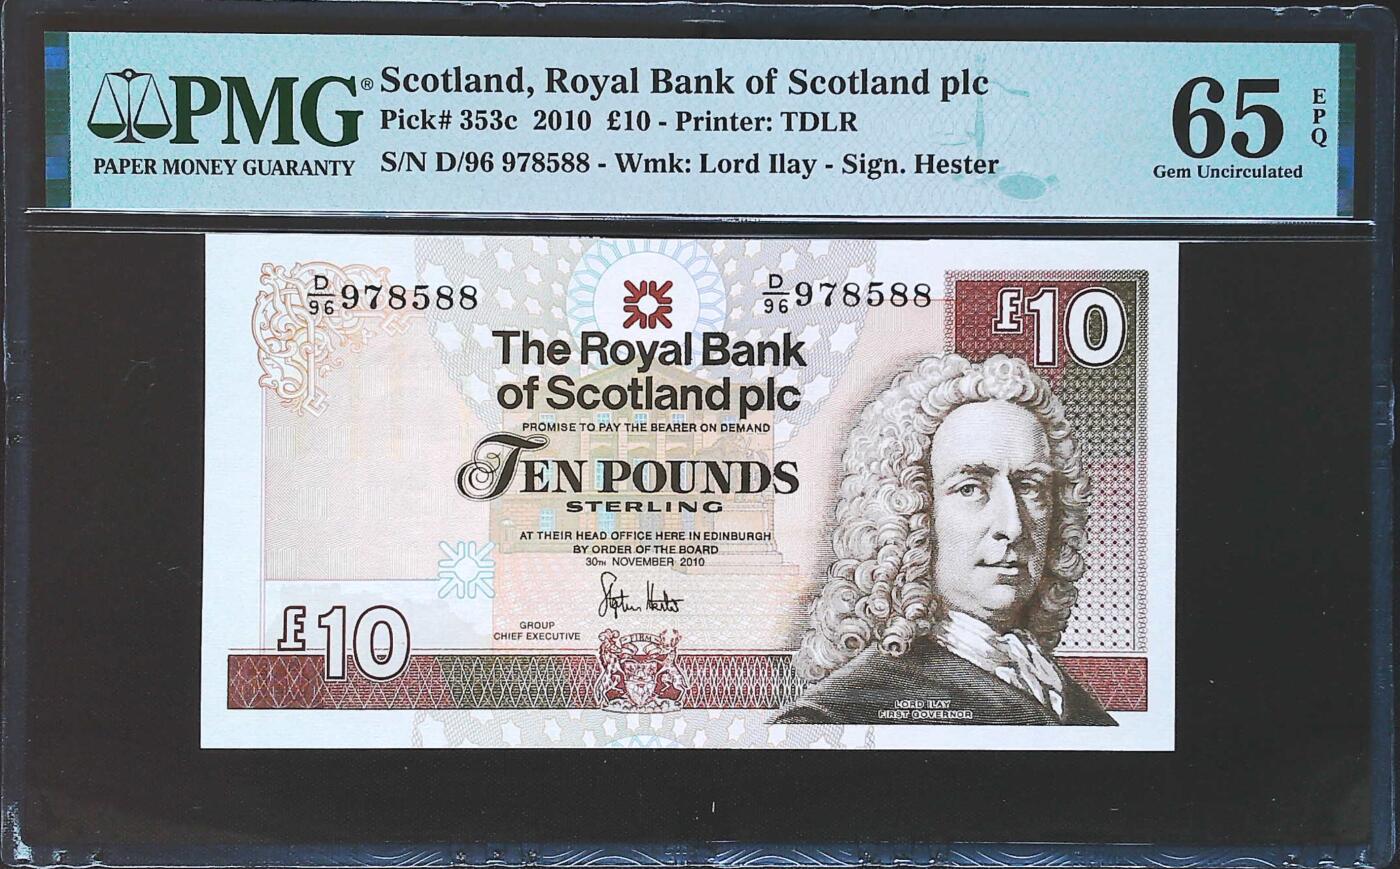 PMG®
PAPER MONEY GUARANTY
Scotland, Royal Bank of Scotland plc
Pick# 353c 2010 £10 - Printer: TDLR
S/N D/96 978588 - Wmk: Lord Ilay - Sign. Hester
65
EPQ
Gem Uncirculated
D/96 978588
D/96 978588
£10
The Royal Bank
of Scotland plc
PROMISE TO PAY THE BEARER ON DEMAND
TEN POUNDS
STERLING
AT THEIR HEAD OFFICE HERE IN EDINBURGH
BY ORDER OF THE BOARD
30TH NOVEMBER 2010
Stephen Hester
GROUP
CHIEF EXECUTIVE
FIRM
£10
LORD ILAY
FIRST GOVERNOR